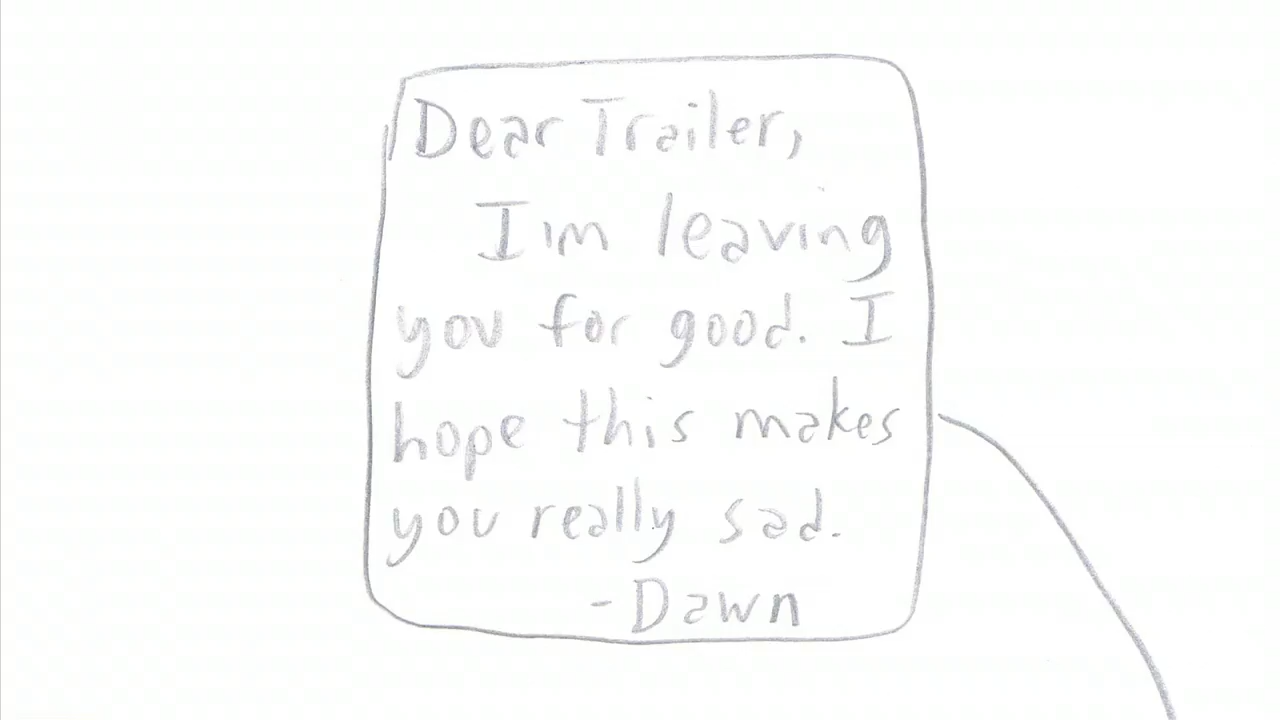 Dear Trailer,
I'm leaving
you for good. I
hope this makes
you really sad.
-Dawn